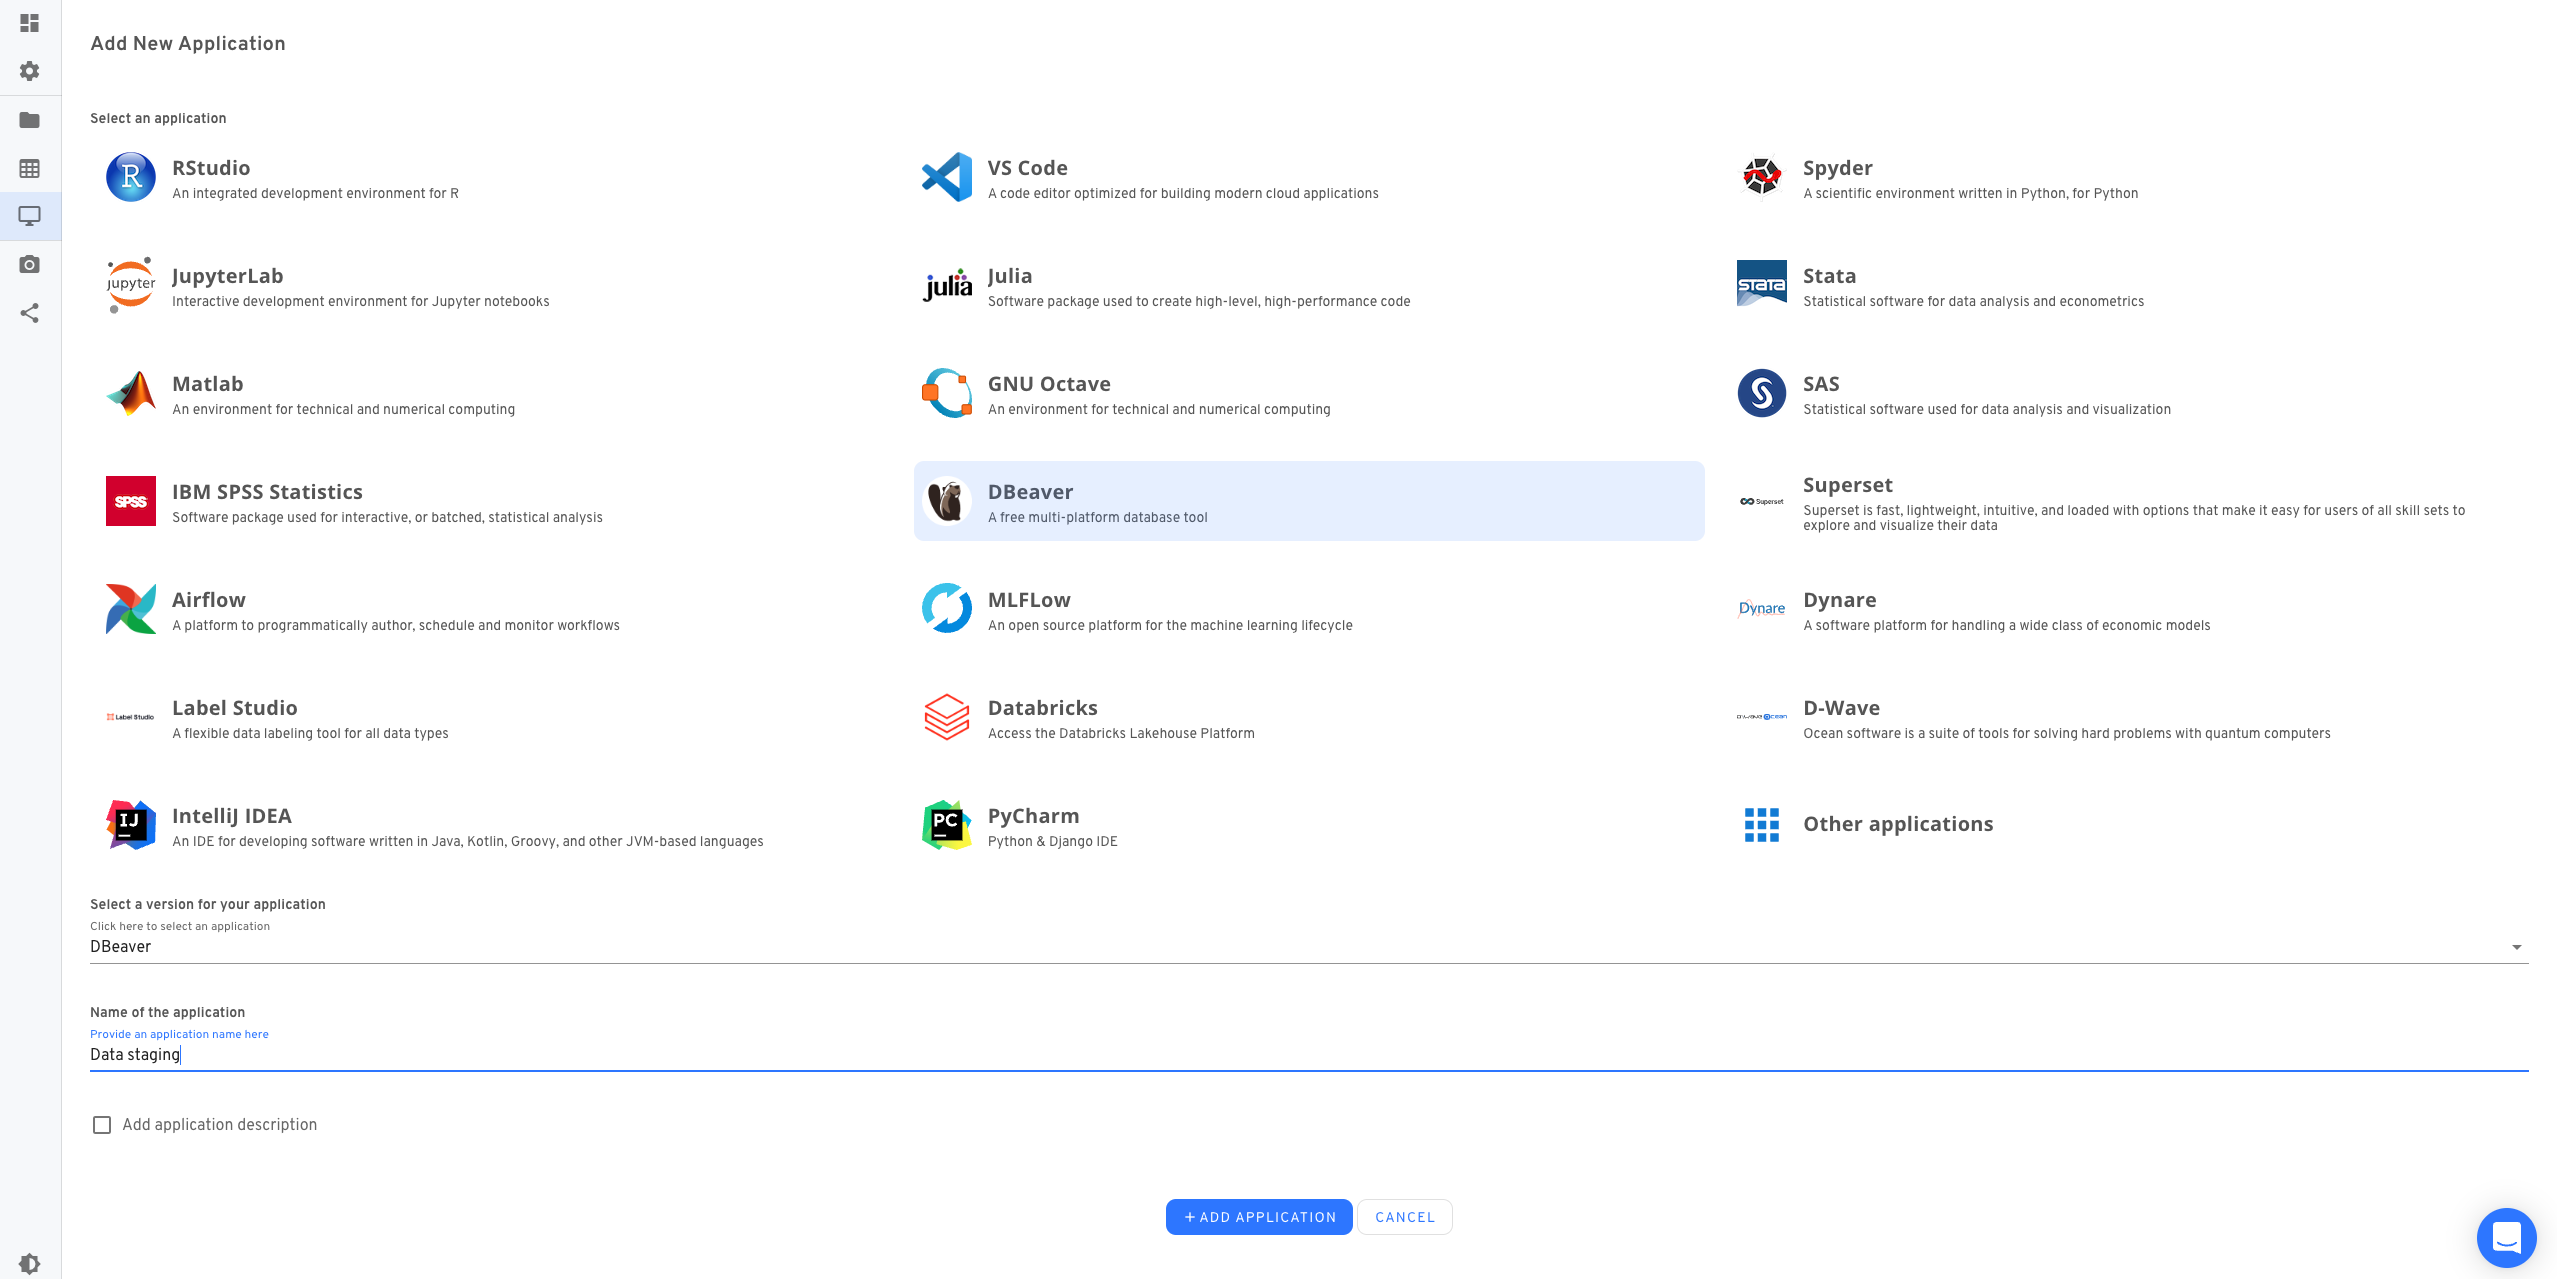 Add New Application
Select an application
R
RStudio
An integrated development environment for R
VS Code
A code editor optimized for building modern cloud applications
Spyder
A scientific environment written in Python, for Python
jupyter
JupyterLab
Interactive development environment for Jupyter notebooks
julia
Julia
Software package used to create high-level, high-performance code
STATA
Stata
Statistical software for data analysis and econometrics
Matlab
An environment for technical and numerical computing
GNU Octave
An environment for technical and numerical computing
SAS
Statistical software used for data analysis and visualization
SPSS
IBM SPSS Statistics
Software package used for interactive, or batched, statistical analysis
DBeaver
A free multi-platform database tool
Superset
Superset
Superset is fast, lightweight, intuitive, and loaded with options that make it easy for users of all skill sets to
explore and visualize their data
Airflow
A platform to programmatically author, schedule and monitor workflows
MLFLow
An open source platform for the machine learning lifecycle
Dynare
Dynare
A software platform for handling a wide class of economic models
Label Studio
Label Studio
A flexible data labeling tool for all data types
Databricks
Access the Databricks Lakehouse Platform
D:Wave Ocean
D-Wave
Ocean software is a suite of tools for solving hard problems with quantum computers
IJ
IntelliJ IDEA
An IDE for developing software written in Java, Kotlin, Groovy, and other JVM-based languages
PC
PyCharm
Python & Django IDE
Other applications
Select a version for your application
Click here to select an application
DBeaver
Name of the application
Provide an application name here
Data staging
Add application description
+ ADD APPLICATION
CANCEL